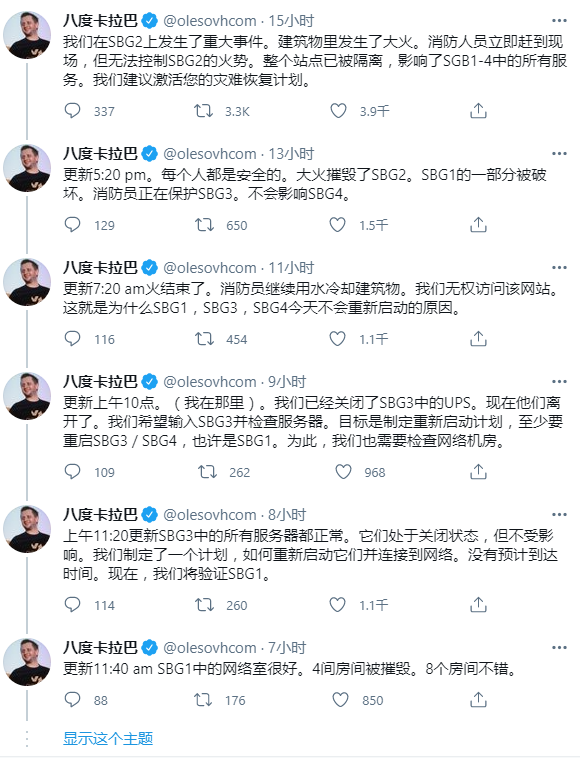 八度卡拉巴 @olesovhcom · 15小时
我们在SBG2上发生了重大事件。建筑物里发生了大火。消防人员立即赶到现
场，但无法控制SBG2的火势。整个站点已被隔离，影响了SGB1-4中的所有服
务。我们建议激活您的灾难恢复计划。
337 3.3K 3.9千
八度卡拉巴 @olesovhcom · 13小时
更新5:20 pm。每个人都是安全的。大火摧毁了SBG2。SBG1的一部分被破
坏。消防员正在保护SBG3。不会影响SBG4。
129 650 1.5千
八度卡拉巴 @olesovhcom · 11小时
更新7:20 am火结束了。消防员继续用水冷却建筑物。我们无权访问该网站。
这就是为什么SBG1，SBG3，SBG4今天不会重新启动的原因。
116 454 1.1千
八度卡拉巴 @olesovhcom · 9小时
更新上午10点。（我在那里）。我们已经关闭了SBG3中的UPS。现在他们离
开了。我们希望输入SBG3并检查服务器。目标是制定重新启动计划，至少要
重启SBG3 / SBG4，也许是SBG1。为此，我们也需要检查网络机房。
109 262 968
八度卡拉巴 @olesovhcom · 8小时
上午11:20更新SBG3中的所有服务器都正常。它们处于关闭状态，但不受影
响。我们制定了一个计划，如何重新启动它们并连接到网络。没有预计到达
时间。现在，我们将验证SBG1。
114 260 1.1千
八度卡拉巴 @olesovhcom · 7小时
更新11:40 am SBG1中的网络室很好。4间房间被摧毁。8个房间不错。
88 176 850
显示这个主题